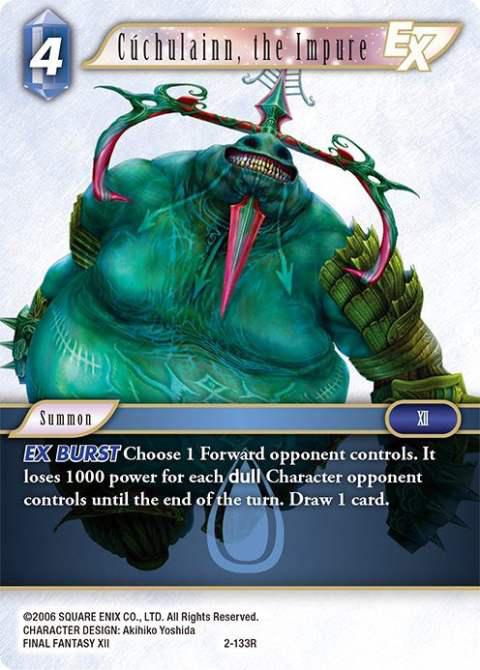 4
Cúchulainn, the Impure
EX
Summon
XII
EX BURST Choose 1 Forward opponent controls. It
loses 1000 power for each dull Character opponent
controls until the end of the turn. Draw 1 card.
©2006 SQUARE ENIX CO., LTD. All Rights Reserved.
CHARACTER DESIGN: Akihiko Yoshida
FINAL FANTASY XII
2-133R